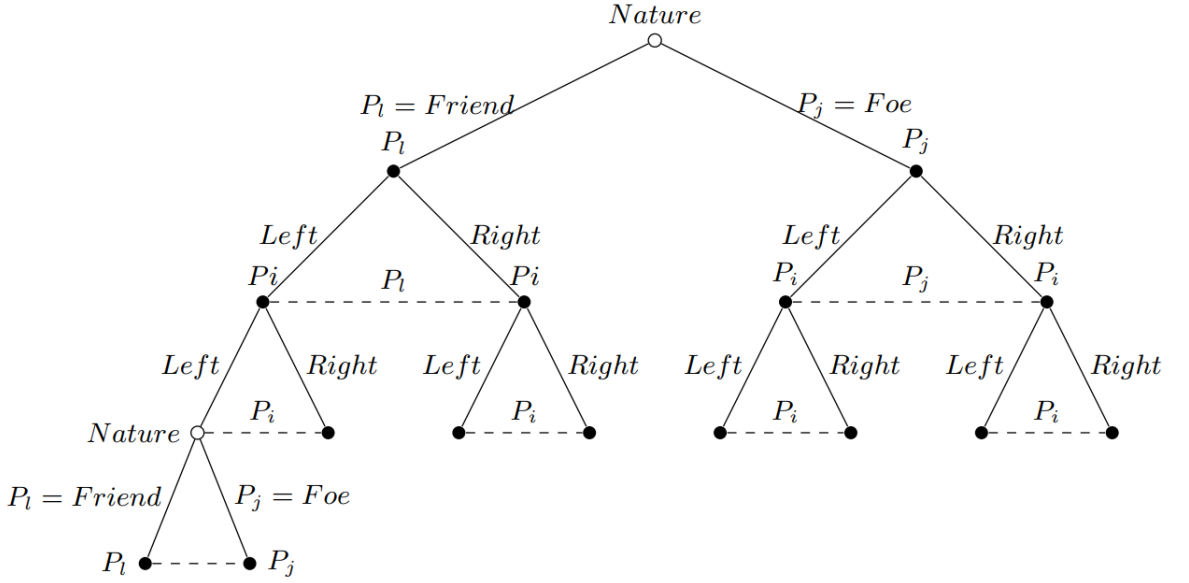 Nature
P_l = Friend P_j = Foe
P_l P_j
Left Right Left Right
Pi P_l Pi P_i P_j P_i
Left Right Left Right Left Right Left Right
Nature P_i P_i P_i P_i
P_l = Friend P_j = Foe
P_l P_j